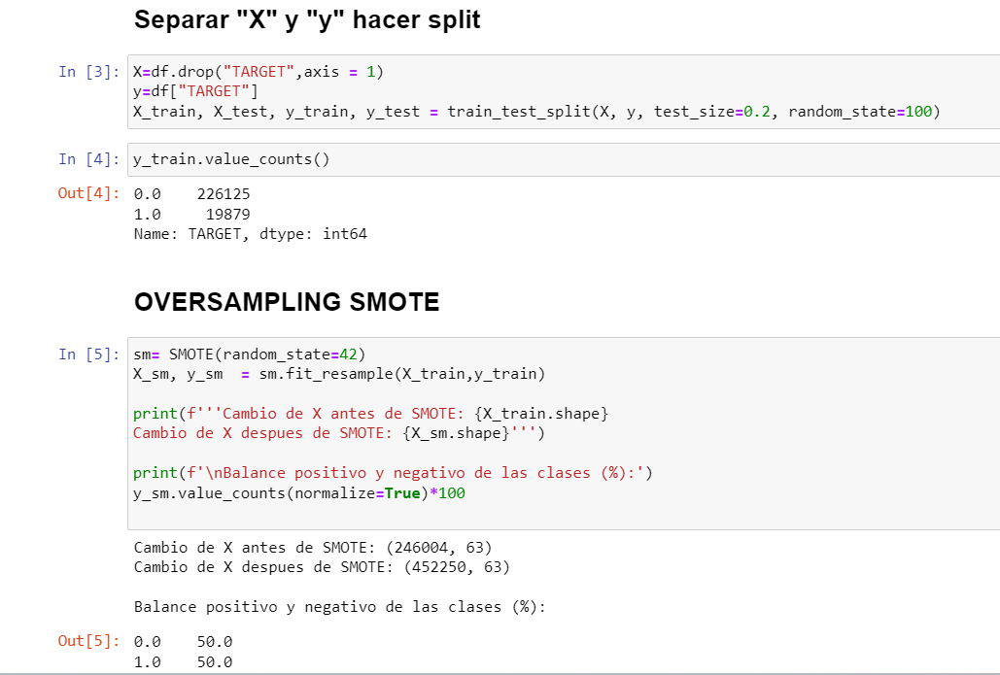 Separar "X" y "y" hacer split
In [3]: X=df.drop("TARGET",axis = 1)
y=df["TARGET"]
X_train, X_test, y_train, y_test = train_test_split(X, y, test_size=0.2, random_state=100)
In [4]: y_train.value_counts()
Out[4]: 0.0    226125
1.0     19879
Name: TARGET, dtype: int64
OVERSAMPLING SMOTE
In [5]: sm= SMOTE(random_state=42)
X_sm, y_sm  = sm.fit_resample(X_train,y_train)
print(f'''Cambio de X antes de SMOTE: {X_train.shape}
Cambio de X despues de SMOTE: {X_sm.shape}''')
print(f'\nBalance positivo y negativo de las clases (%):')
y_sm.value_counts(normalize=True)*100
Cambio de X antes de SMOTE: (246004, 63)
Cambio de X despues de SMOTE: (452250, 63)
Balance positivo y negativo de las clases (%):
Out[5]: 0.0    50.0
1.0    50.0